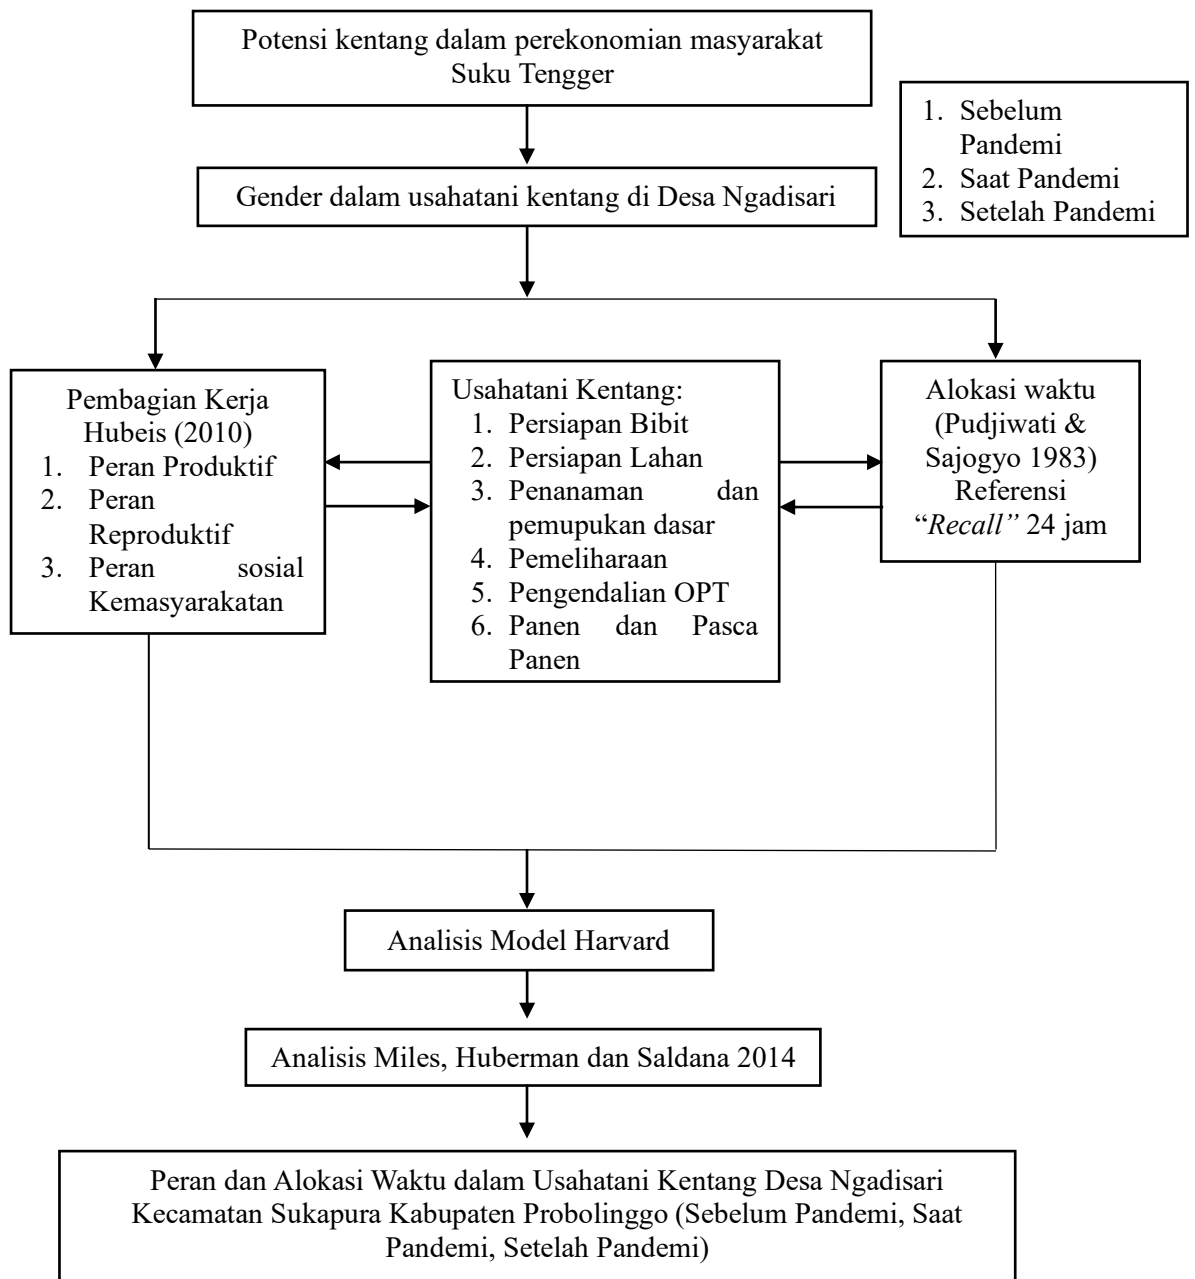 Potensi kentang dalam perekonomian masyarakat
Suku Tengger
1. Sebelum
Pandemi
2. Saat Pandemi
3. Setelah Pandemi
Gender dalam usahatani kentang di Desa Ngadisari
Pembagian Kerja
Hubeis (2010)
1. Peran Produktif
2. Peran
Reproduktif
3. Peran sosial
Kemasyarakatan
Usahatani Kentang:
1. Persiapan Bibit
2. Persiapan Lahan
3. Penanaman dan
pemupukan dasar
4. Pemeliharaan
5. Pengendalian OPT
6. Panen dan Pasca
Panen
Alokasi waktu
(Pudjiwati &
Sajogyo 1983)
Referensi
“Recall” 24 jam
Analisis Model Harvard
Analisis Miles, Huberman dan Saldana 2014
Peran dan Alokasi Waktu dalam Usahatani Kentang Desa Ngadisari
Kecamatan Sukapura Kabupaten Probolinggo (Sebelum Pandemi, Saat
Pandemi, Setelah Pandemi)